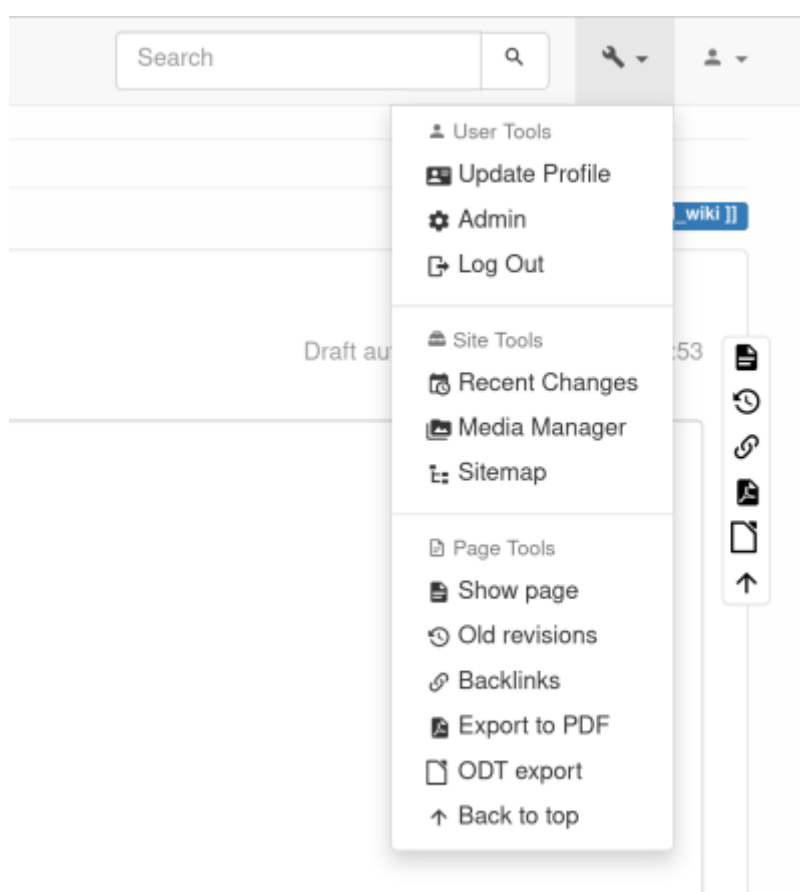 Search
User Tools
Update Profile
Admin
_wiki ]]
Log Out
Site Tools
Draft au
:53
Recent Changes
Media Manager
Sitemap
Page Tools
Show page
Old revisions
Backlinks
Export to PDF
ODT export
Back to top